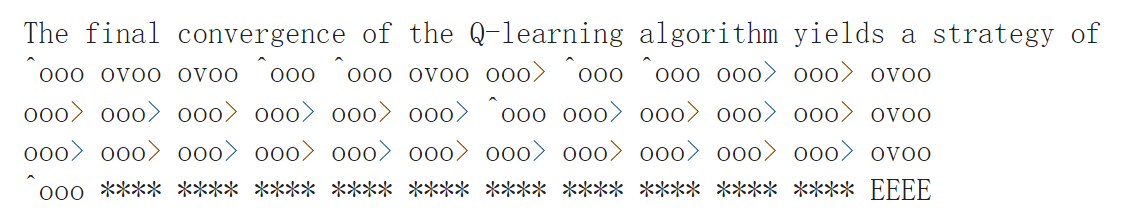 The final convergence of the Q-learning algorithm yields a strategy of
^ooo ovoo ovoo ^ooo ^ooo ovoo ooo> ^ooo ^ooo ooo> ooo> ovoo
ooo> ooo> ooo> ooo> ooo> ooo> ^ooo ooo> ooo> ooo> ooo> ovoo
ooo> ooo> ooo> ooo> ooo> ooo> ooo> ooo> ooo> ooo> ooo> ovoo
^ooo **** **** **** **** **** **** **** **** **** **** EEEE